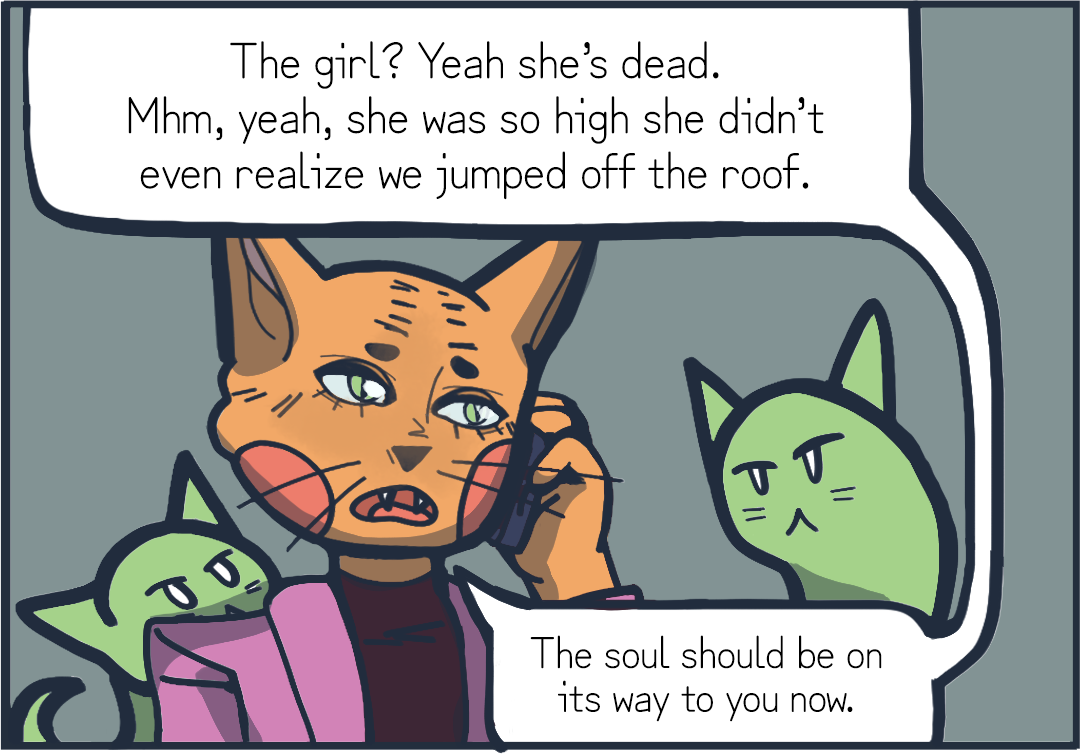 The girl? Yeah she's dead.
Mhm, yeah, she was so high she didn't
even realize we jumped off the roof.
The soul should be on
its way to you now.